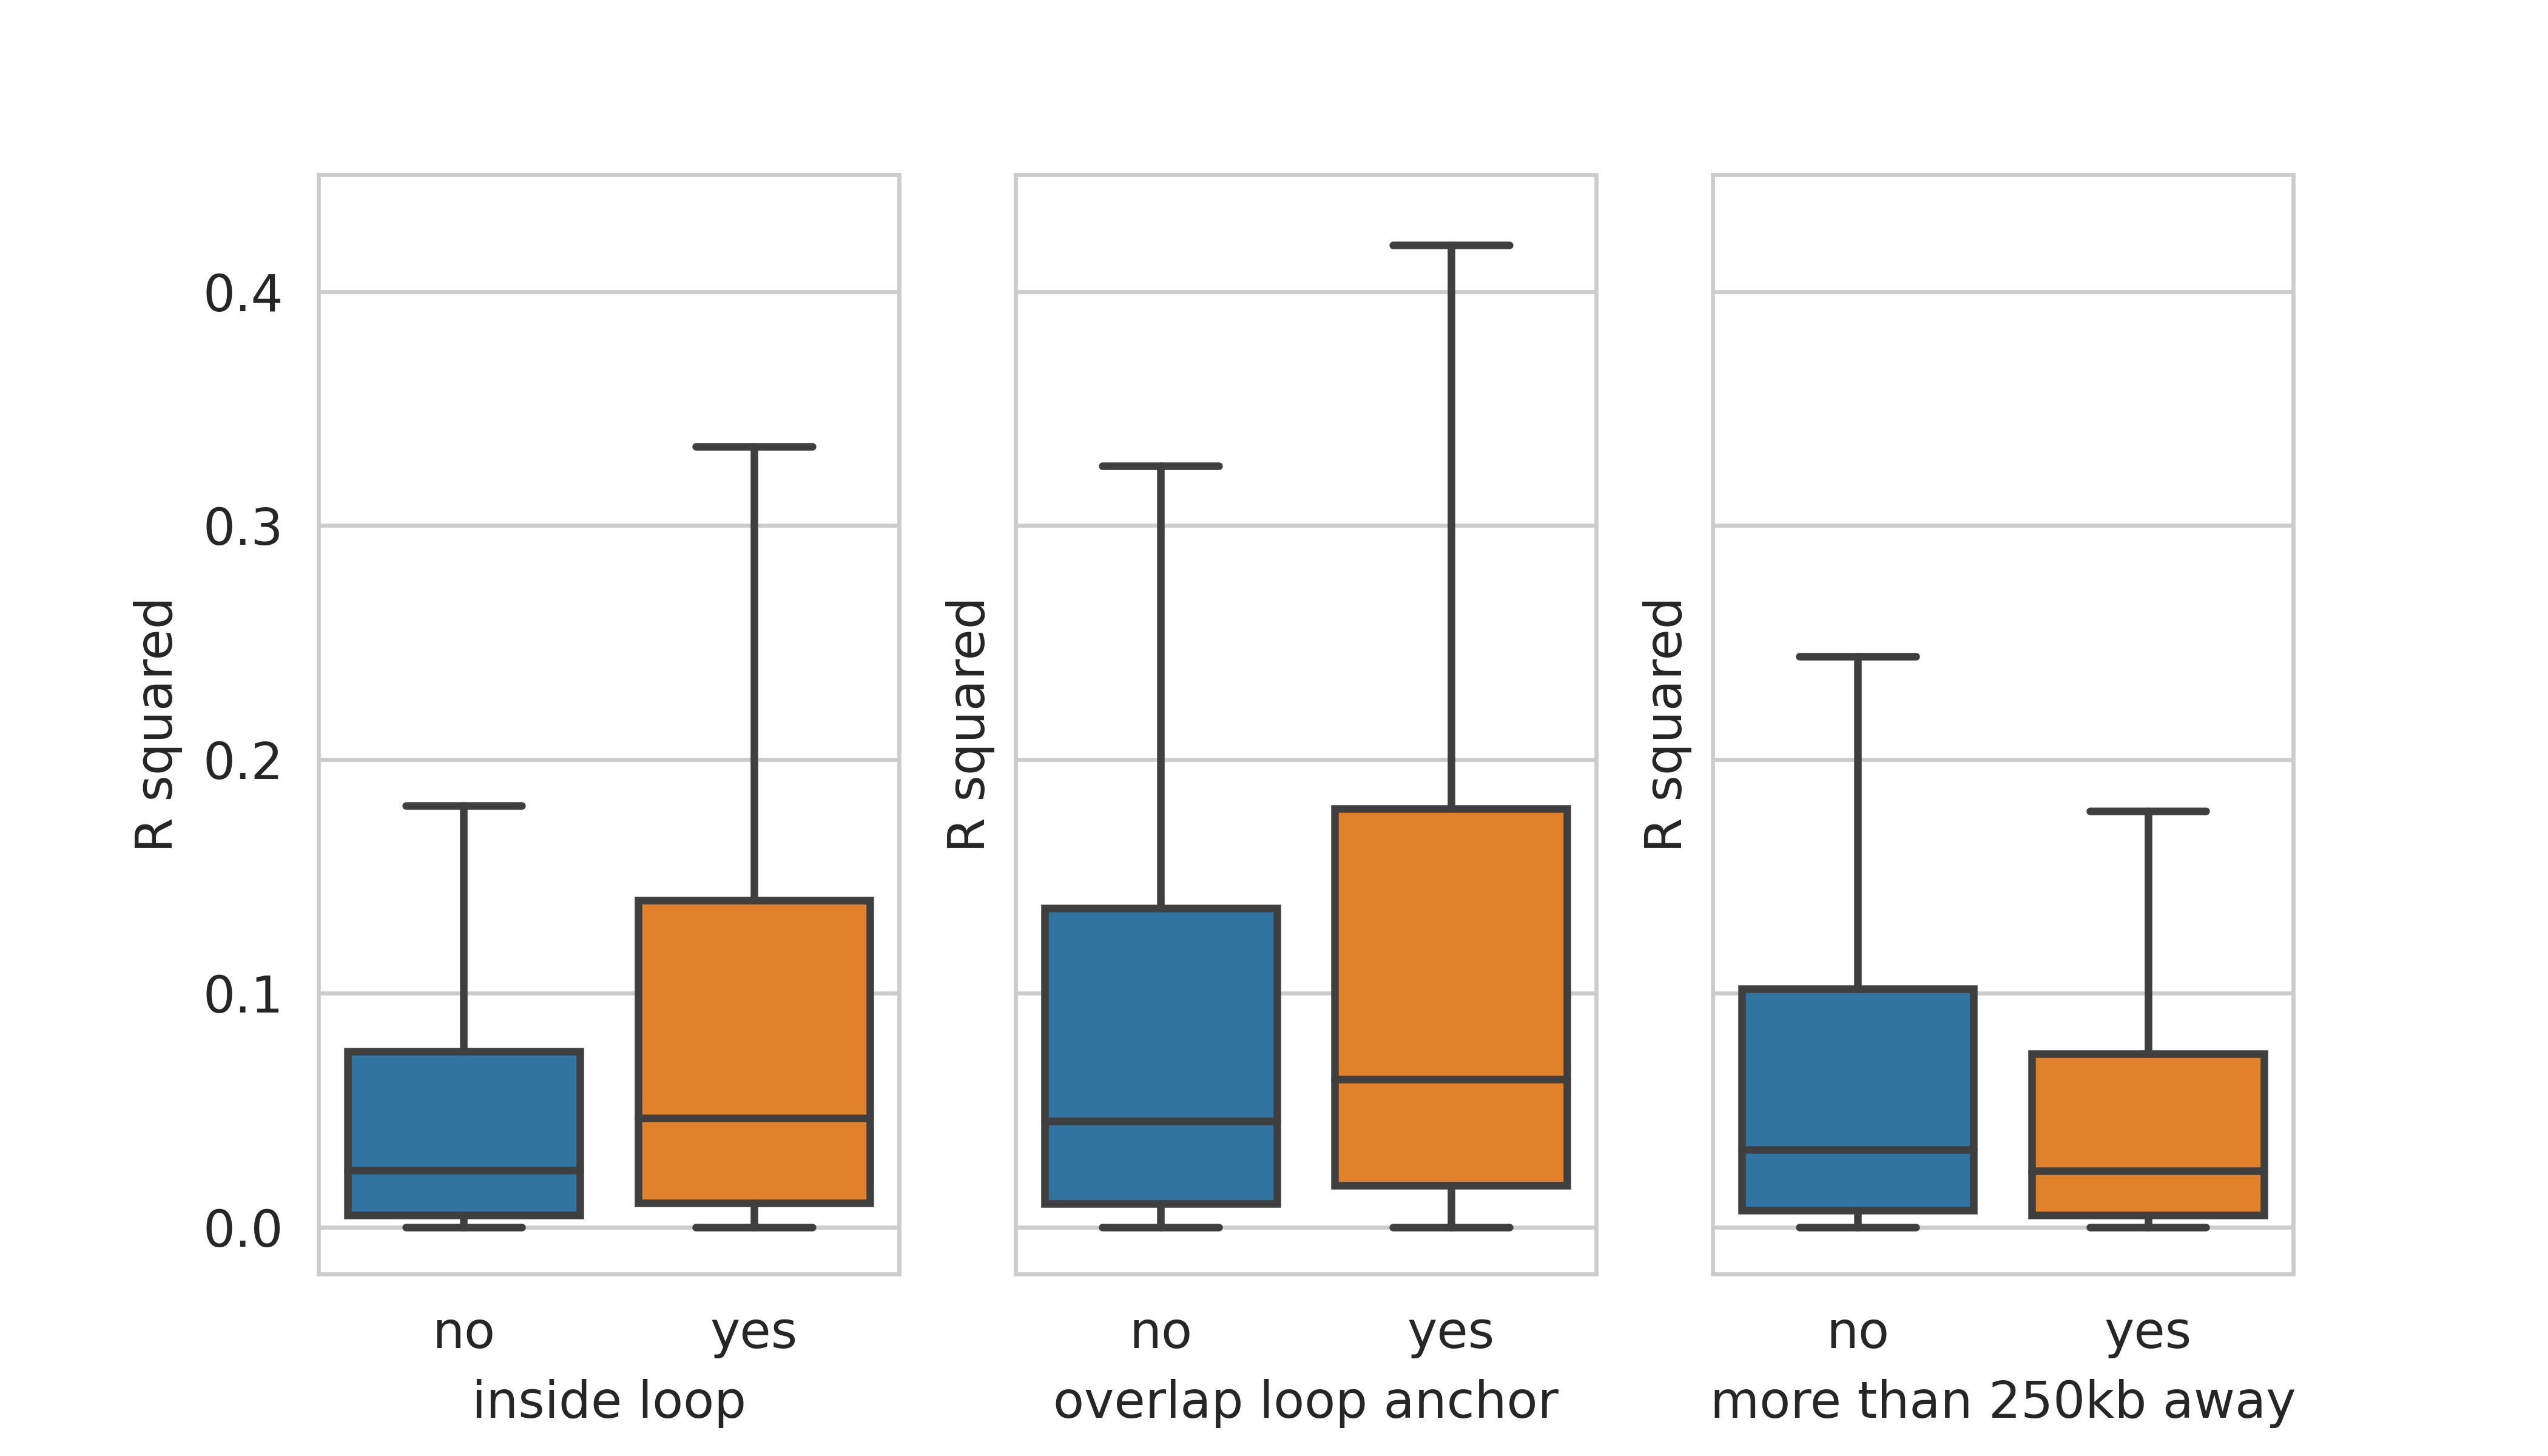 R squared
0.4
0.3
0.2
0.1
0.0
no yes
inside loop
R squared
no yes
overlap loop anchor
R squared
no yes
more than 250kb away